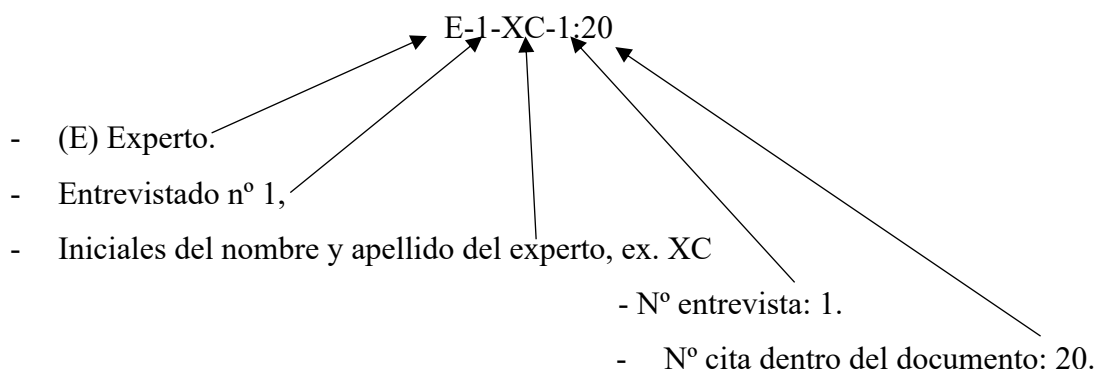 E-1-XC-1:20
- (E) Experto.
- Entrevistado nº 1,
- Iniciales del nombre y apellido del experto, ex. XC
- Nº entrevista: 1.
- Nº cita dentro del documento: 20.